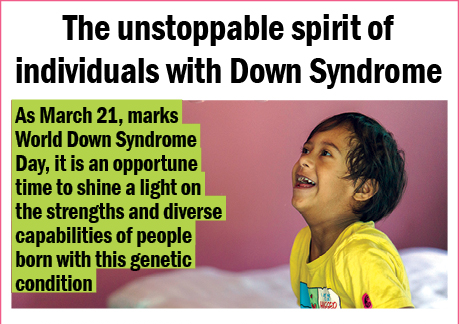 The unstoppable spirit of
individuals with Down Syndrome
As March 21, marks
World Down Syndrome
Day, it is an opportune
time to shine a light on
the strengths and diverse
capabilities of people
born with this genetic
condition